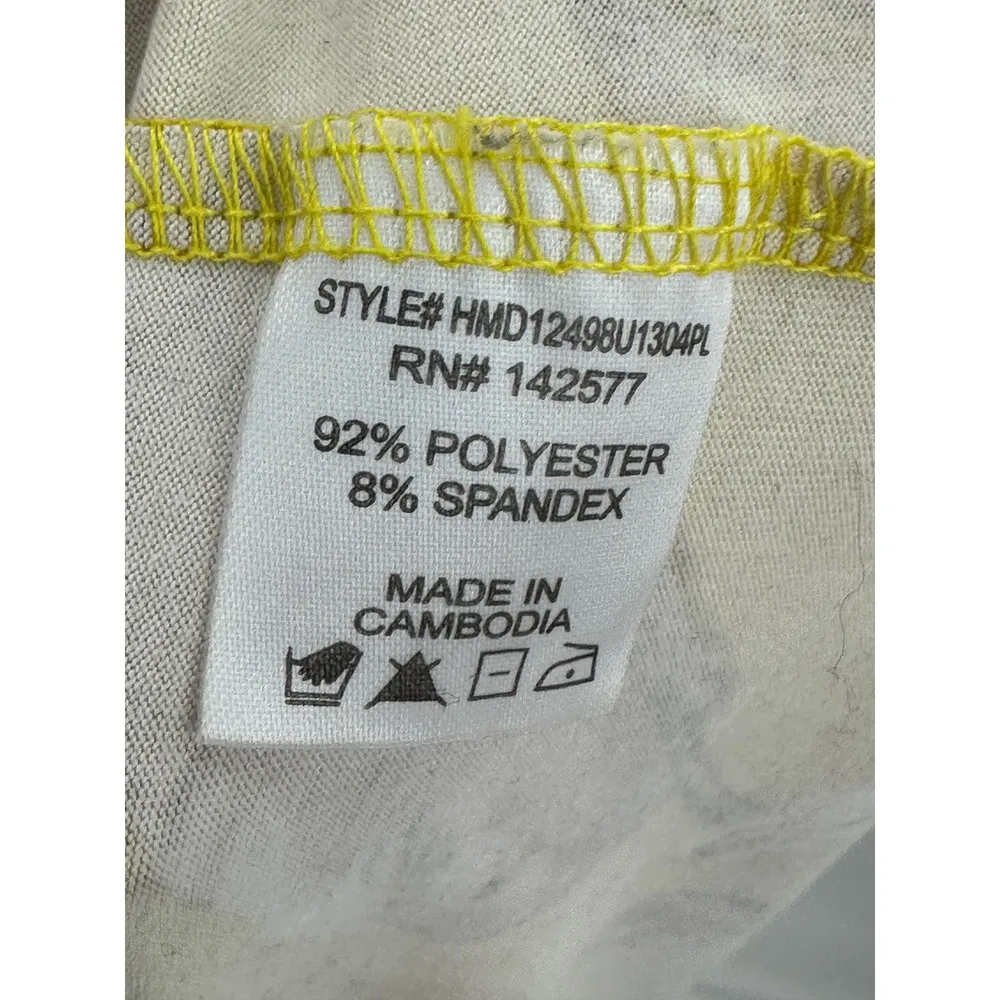 STYLE# HMD12498U1304PL
RN# 142577
92% POLYESTER
8% SPANDEX
MADE IN
CAMBODIA